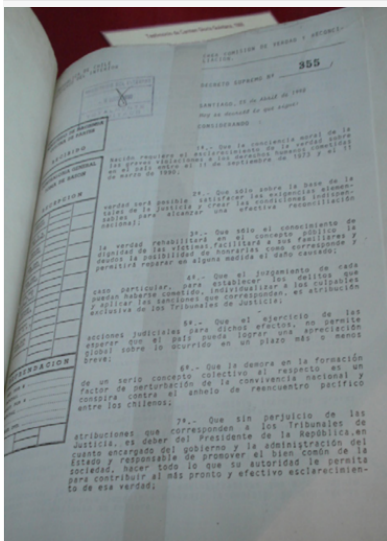 CREA COMISION DE VERDAD Y RECONCI-
LIACION.
DECRETO SUPREMO Nº 355
SANTIAGO, 25 de Abril de 1990
Hoy se decretó lo que sigue:
CONSIDERANDO :
1º.- Que la conciencia moral de la
Nación requiere el esclarecimiento de la verdad sobre
las graves violaciones a los derechos humanos cometidas
en el país entre el 11 de septiembre de 1973 y el 11
de marzo de 1990;
2º.- Que sólo sobre la base de la
verdad será posible satisfacer las exigencias elemen-
tales de la justicia y crear las condiciones indispen-
sables para alcanzar una efectiva reconciliación
nacional;
3º.- Que sólo el conocimiento de
la verdad rehabilitará en el concepto público la
dignidad de las víctimas, facilitará a sus familiares y
deudos la posibilidad de honrarlas como corresponde y
permitirá reparar en alguna medida el daño causado;
4º.- Que el juzgamiento de cada
caso particular, para establecer los delitos que
puedan haberse cometido, individualizar a los culpables
y aplicar las sanciones que correspondan, es atribución
exclusiva de los Tribunales de Justicia;
5º.- Que el ejercicio de las
acciones judiciales para dichos efectos, no permite
esperar que el país pueda lograr una apreciación
global sobre lo ocurrido en un plazo más o menos
breve;
6º.- Que la demora en la formación
de un serio concepto colectivo al respecto es un
factor de perturbación de la convivencia nacional y
conspira contra el anhelo de reencuentro pacífico
entre los chilenos;
7º.- Que sin perjuicio de las
atribuciones que corresponden a los Tribunales de
Justicia, es deber del Presidente de la República, en
cuanto encargado del gobierno y la administración del
Estado y responsable de promover el bien común de la
sociedad, hacer todo lo que su autoridad le permita
para contribuir al más pronto y efectivo esclarecimien-
to de esa verdad;